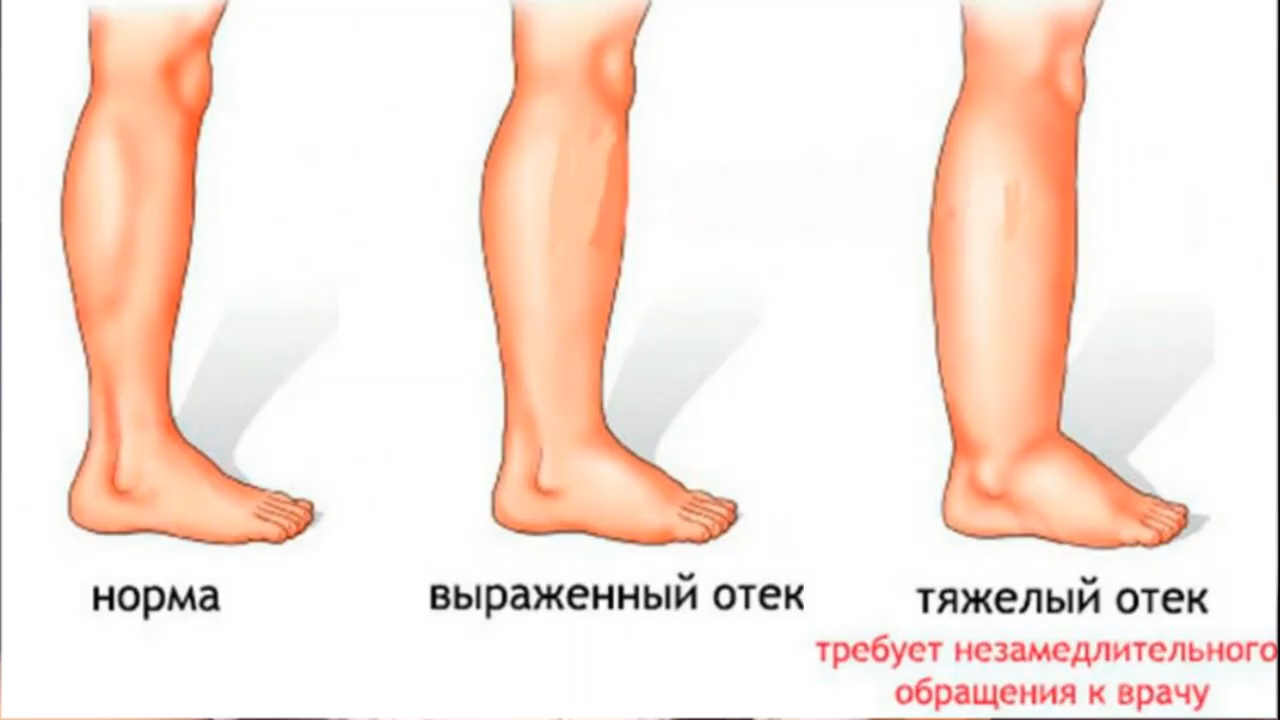 норма
выраженный отек
тяжелый отек
требует незамедлительного
обращения к врачу